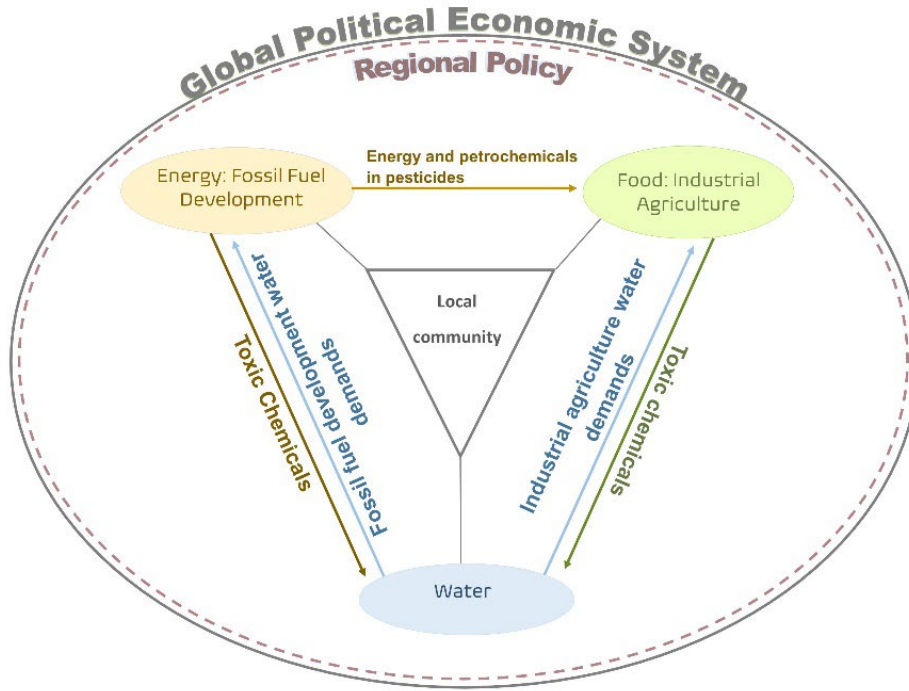 Global Political Economic System
Regional Policy
Energy: Fossil Fuel
Development
Energy and petrochemicals
in pesticides
Food: Industrial
Agriculture
Local
community
Toxic Chemicals
Fossil fuel development water
demands
Industrial agriculture water
demands
Toxic chemicals
Water